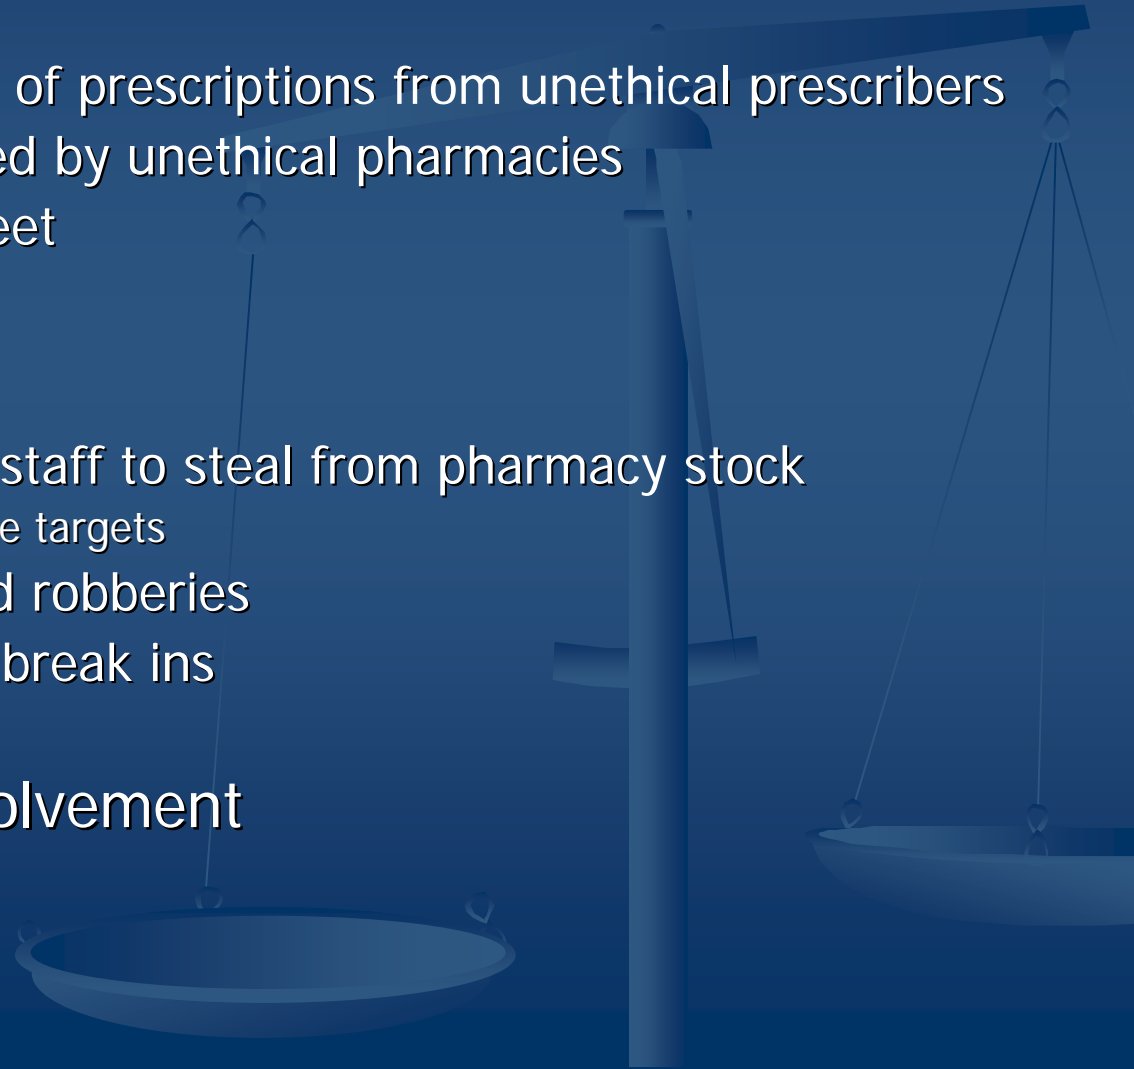 of prescriptions from unethical prescribers
ed by unethical pharmacies
eet
staff to steal from pharmacy stock
e targets
d robberies
break ins
olvement